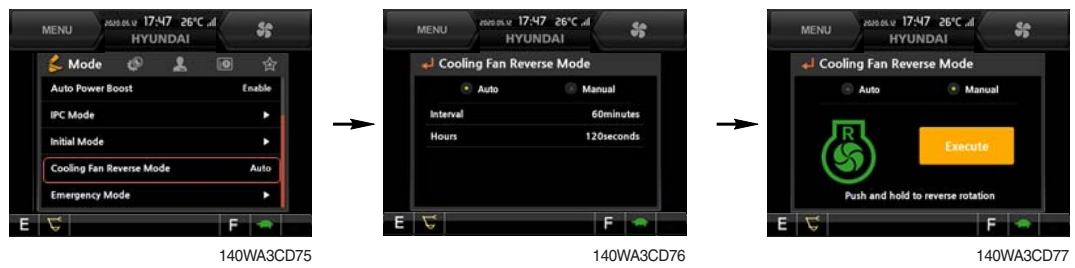 MENU
2020.05.12 17:47 26°C
HYUNDAI
Mode
Auto Power Boost Enable
IPC Mode
Initial Mode
Cooling Fan Reverse Mode Auto
Emergency Mode
E F
140WA3CD75
MENU
2020.05.12 17:47 26°C
HYUNDAI
Cooling Fan Reverse Mode
Auto Manual
Interval 60minutes
Hours 120seconds
E F
140WA3CD76
MENU
2020.05.12 17:47 26°C
HYUNDAI
Cooling Fan Reverse Mode
Auto Manual
R
Execute
Push and hold to reverse rotation
E F
140WA3CD77